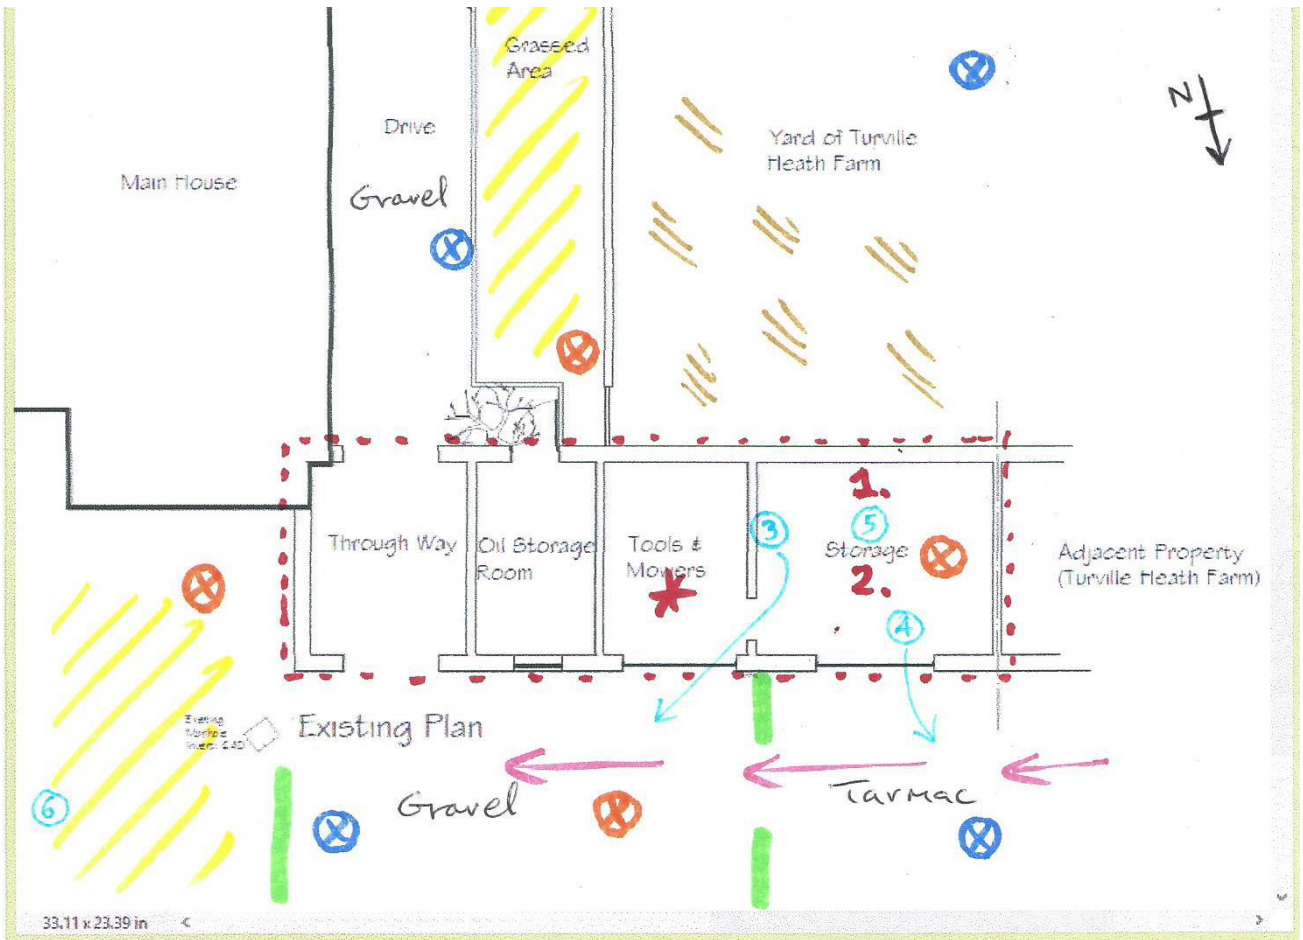 Grassed
Area
N
Drive
Yard of Turville
Heath Farm
Main House
Gravel
1.
3
5
Through Way
Oil Storage
Room
Tools &
Mowers
Storage
2.
Adjacent Property
(Turville Heath Farm)
4
Existing
Existing Plan
6
Gravel
Tarmac
33.11 x 23.39 in